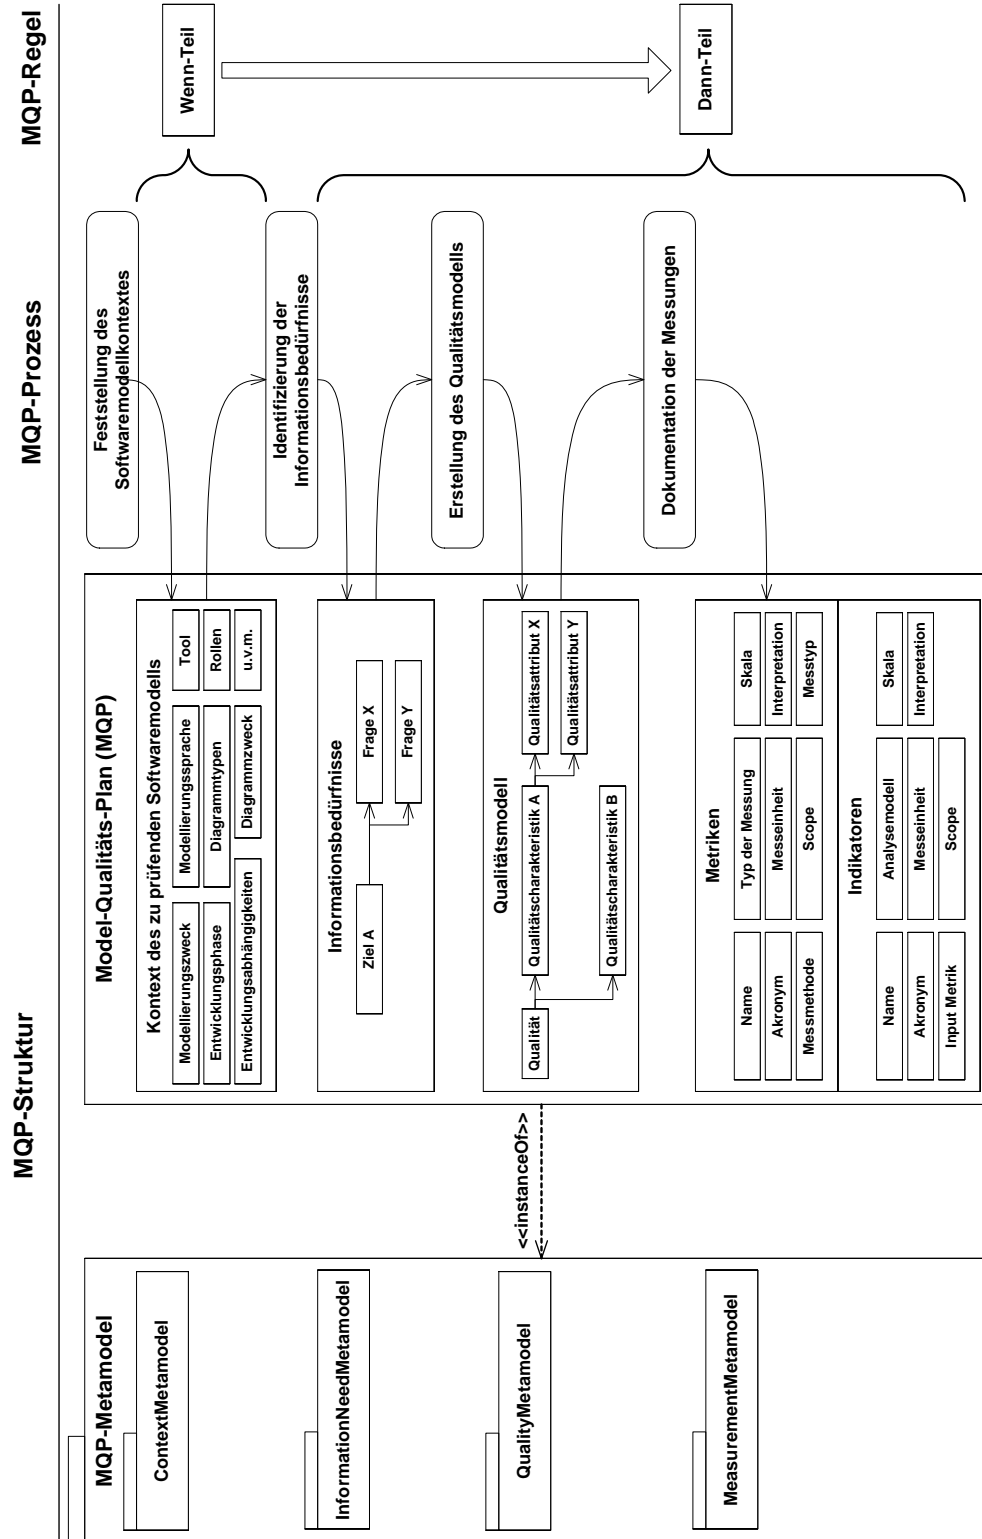 MQP-Struktur
MQP-Prozess
MQP-Regel
MQP-Metamodel
ContextMetamodel
InformationNeedMetamodel
QualityMetamodel
MeasurementMetamodel
<<instanceOf>>
Model-Qualitäts-Plan (MQP)
Kontext des zu prüfenden Softwaremodells
Modellierungszweck
Modellierungssprache
Tool
Entwicklungsphase
Diagrammtypen
Rollen
Entwicklungsabhängigkeiten
Diagrammzweck
u.v.m.
Informationsbedürfnisse
Ziel A
Frage X
Frage Y
Qualitätsmodell
Qualität
Qualitätscharakteristik A
Qualitätsattribut X
Qualitätsattribut Y
Qualitätscharakteristik B
Metriken
Name
Typ der Messung
Skala
Akronym
Messeinheit
Interpretation
Messmethode
Scope
Messtyp
Indikatoren
Name
Analysemodell
Skala
Akronym
Messeinheit
Interpretation
Input Metrik
Scope
Feststellung des
Softwaremodellkontextes
Identifizierung der
Informationsbedürfnisse
Erstellung des Qualitätsmodells
Dokumentation der Messungen
Wenn-Teil
Dann-Teil